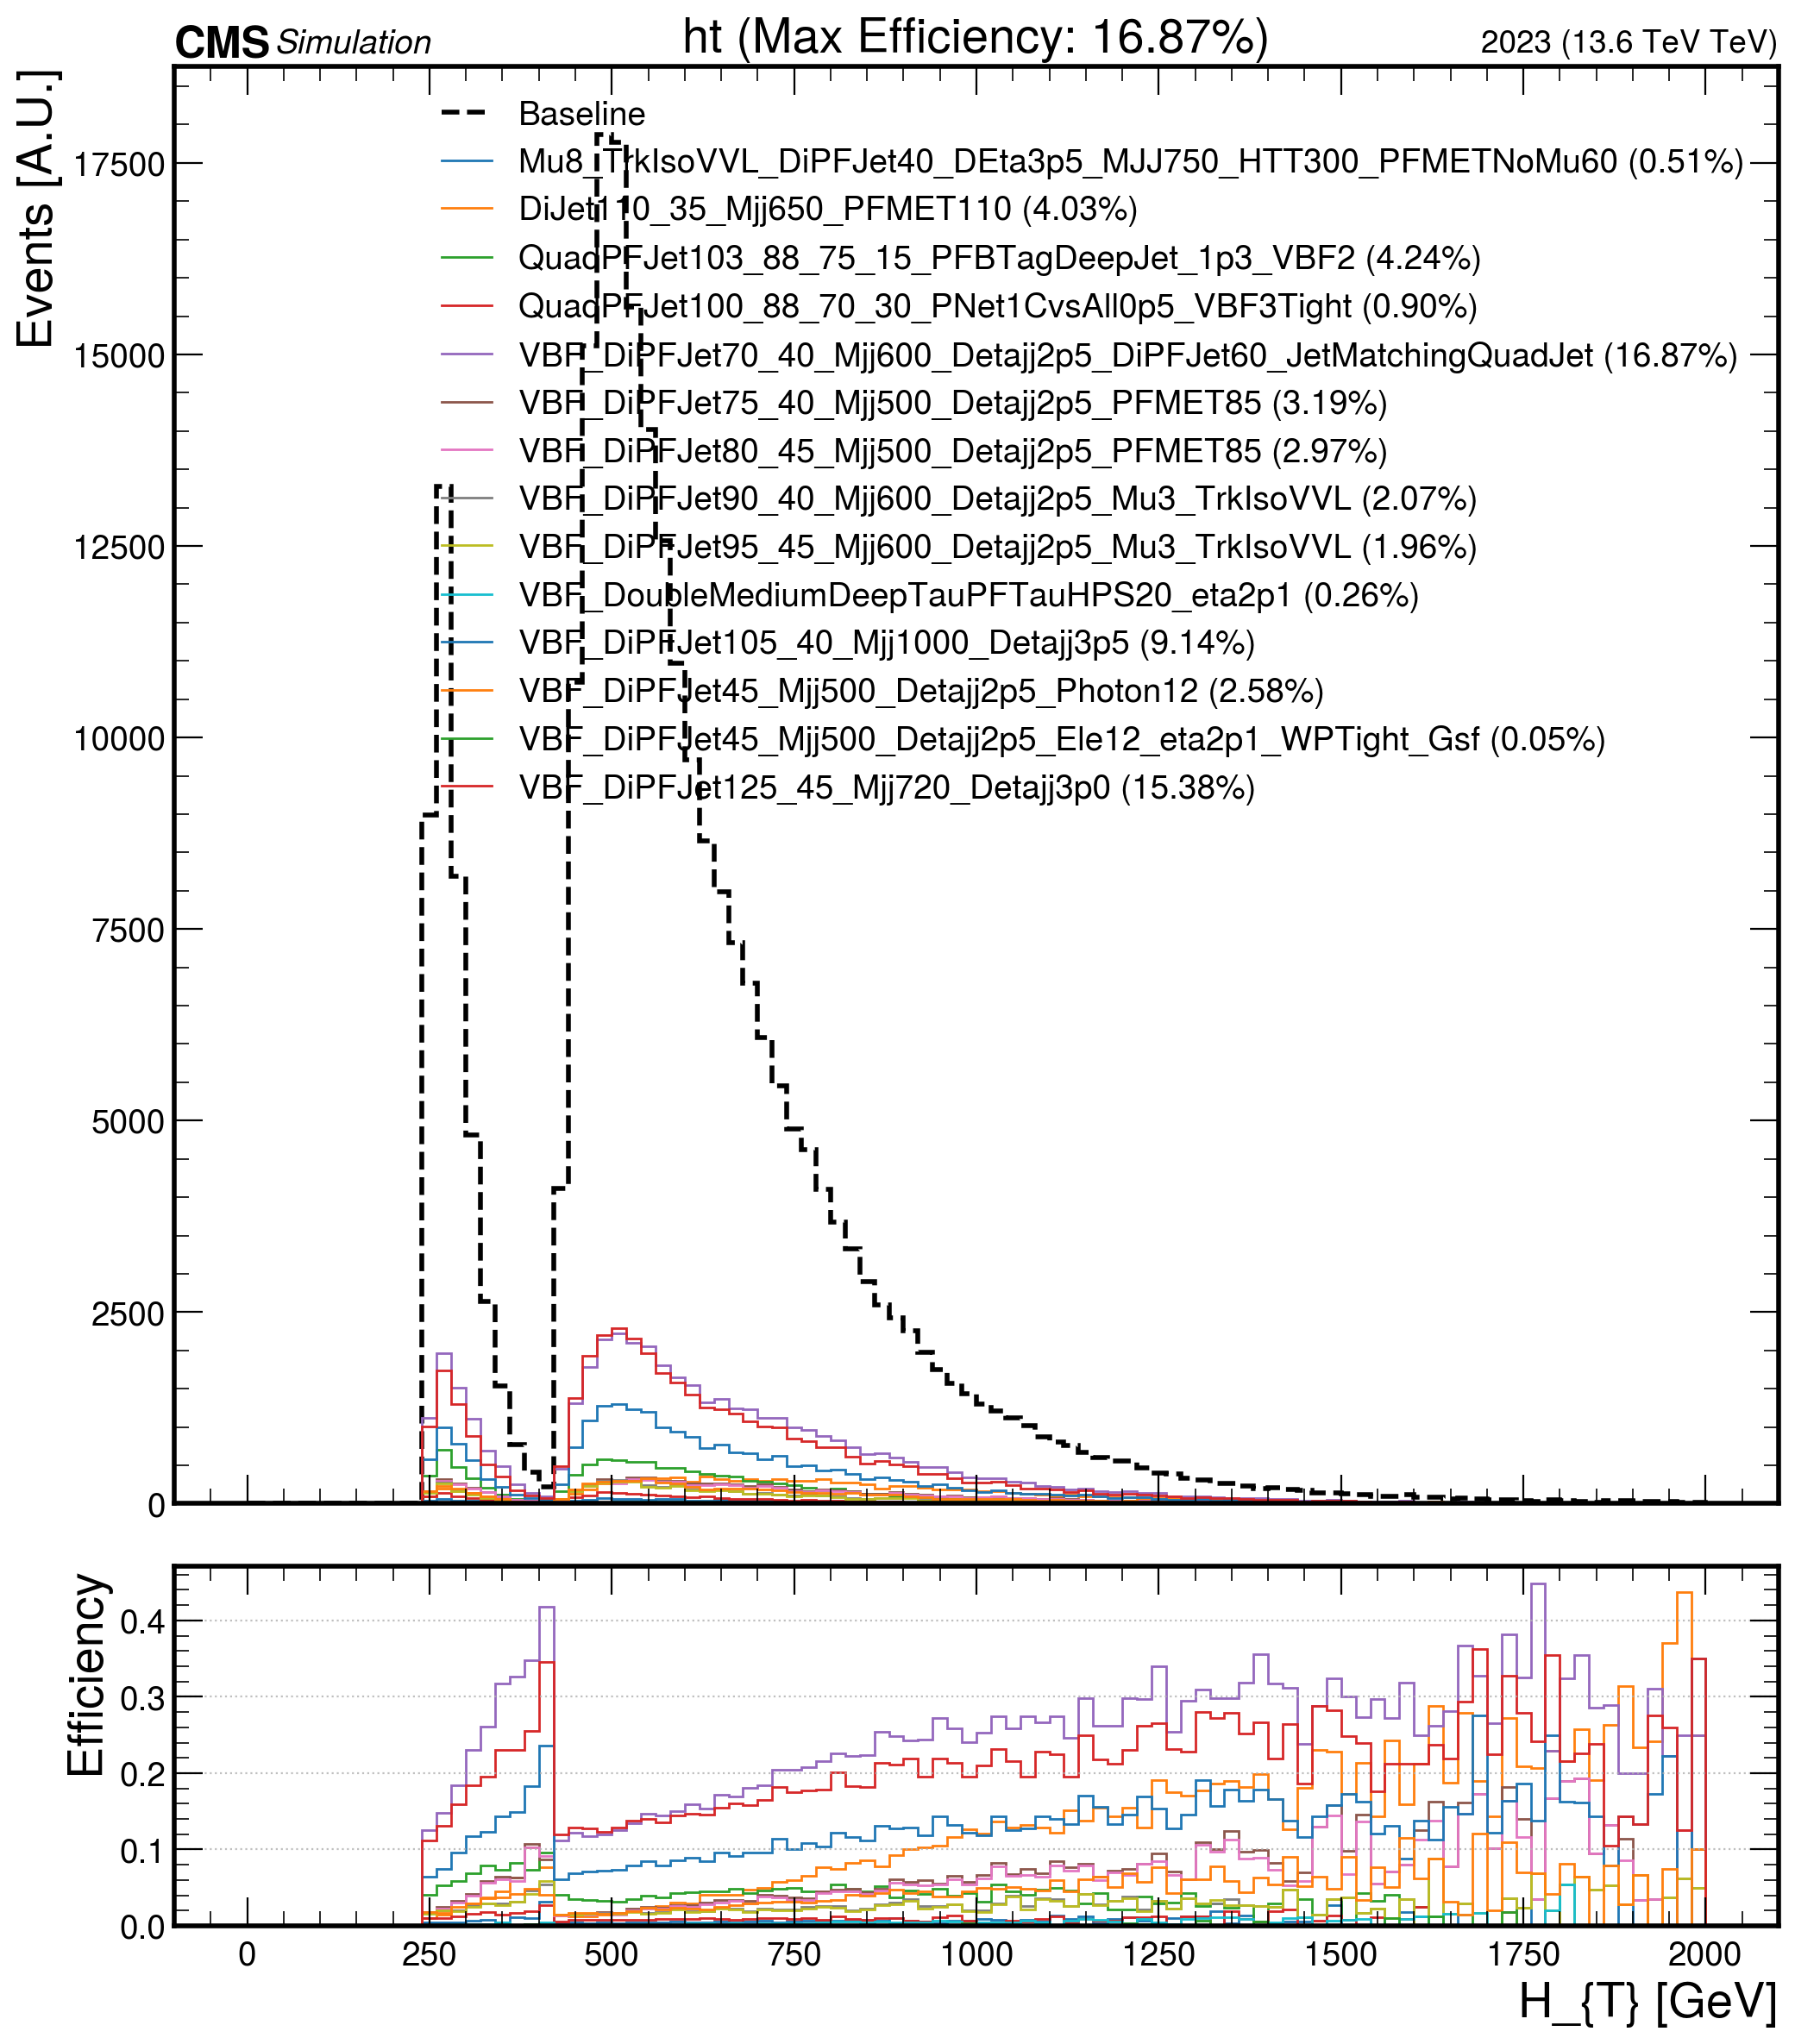 CMS Simulation ht (Max Efficiency: 16.87%) 2023 (13.6 TeV TeV)
Events [A.U.]
Baseline
Mu8_TrkIsoVVL_DiPFJet40_DEta3p5_MJJ750_HTT300_PFMETNoMu60 (0.51%)
DiJet110_35_Mjj650_PFMET110 (4.03%)
QuadPFJet103_88_75_15_PFBTagDeepJet_1p3_VBF2 (4.24%)
QuadPFJet100_88_70_30_PNet1CvsAll0p5_VBF3Tight (0.90%)
VBF_DiPFJet70_40_Mjj600_Detajj2p5_DiPFJet60_JetMatchingQuadJet (16.87%)
VBF_DiPFJet75_40_Mjj500_Detajj2p5_PFMET85 (3.19%)
VBF_DiPFJet80_45_Mjj500_Detajj2p5_PFMET85 (2.97%)
VBF_DiPFJet90_40_Mjj600_Detajj2p5_Mu3_TrkIsoVVL (2.07%)
VBF_DiPFJet95_45_Mjj600_Detajj2p5_Mu3_TrkIsoVVL (1.96%)
VBF_DoubleMediumDeepTauPFTauHPS20_eta2p1 (0.26%)
VBF_DiPFJet105_40_Mjj1000_Detajj3p5 (9.14%)
VBF_DiPFJet45_Mjj500_Detajj2p5_Photon12 (2.58%)
VBF_DiPFJet45_Mjj500_Detajj2p5_Ele12_eta2p1_WPTight_Gsf (0.05%)
VBF_DiPFJet125_45_Mjj720_Detajj3p0 (15.38%)
17500
15000
12500
10000
7500
5000
2500
0
Efficiency
0.4
0.3
0.2
0.1
0.0
0 250 500 750 1000 1250 1500 1750 2000
H_{T} [GeV]